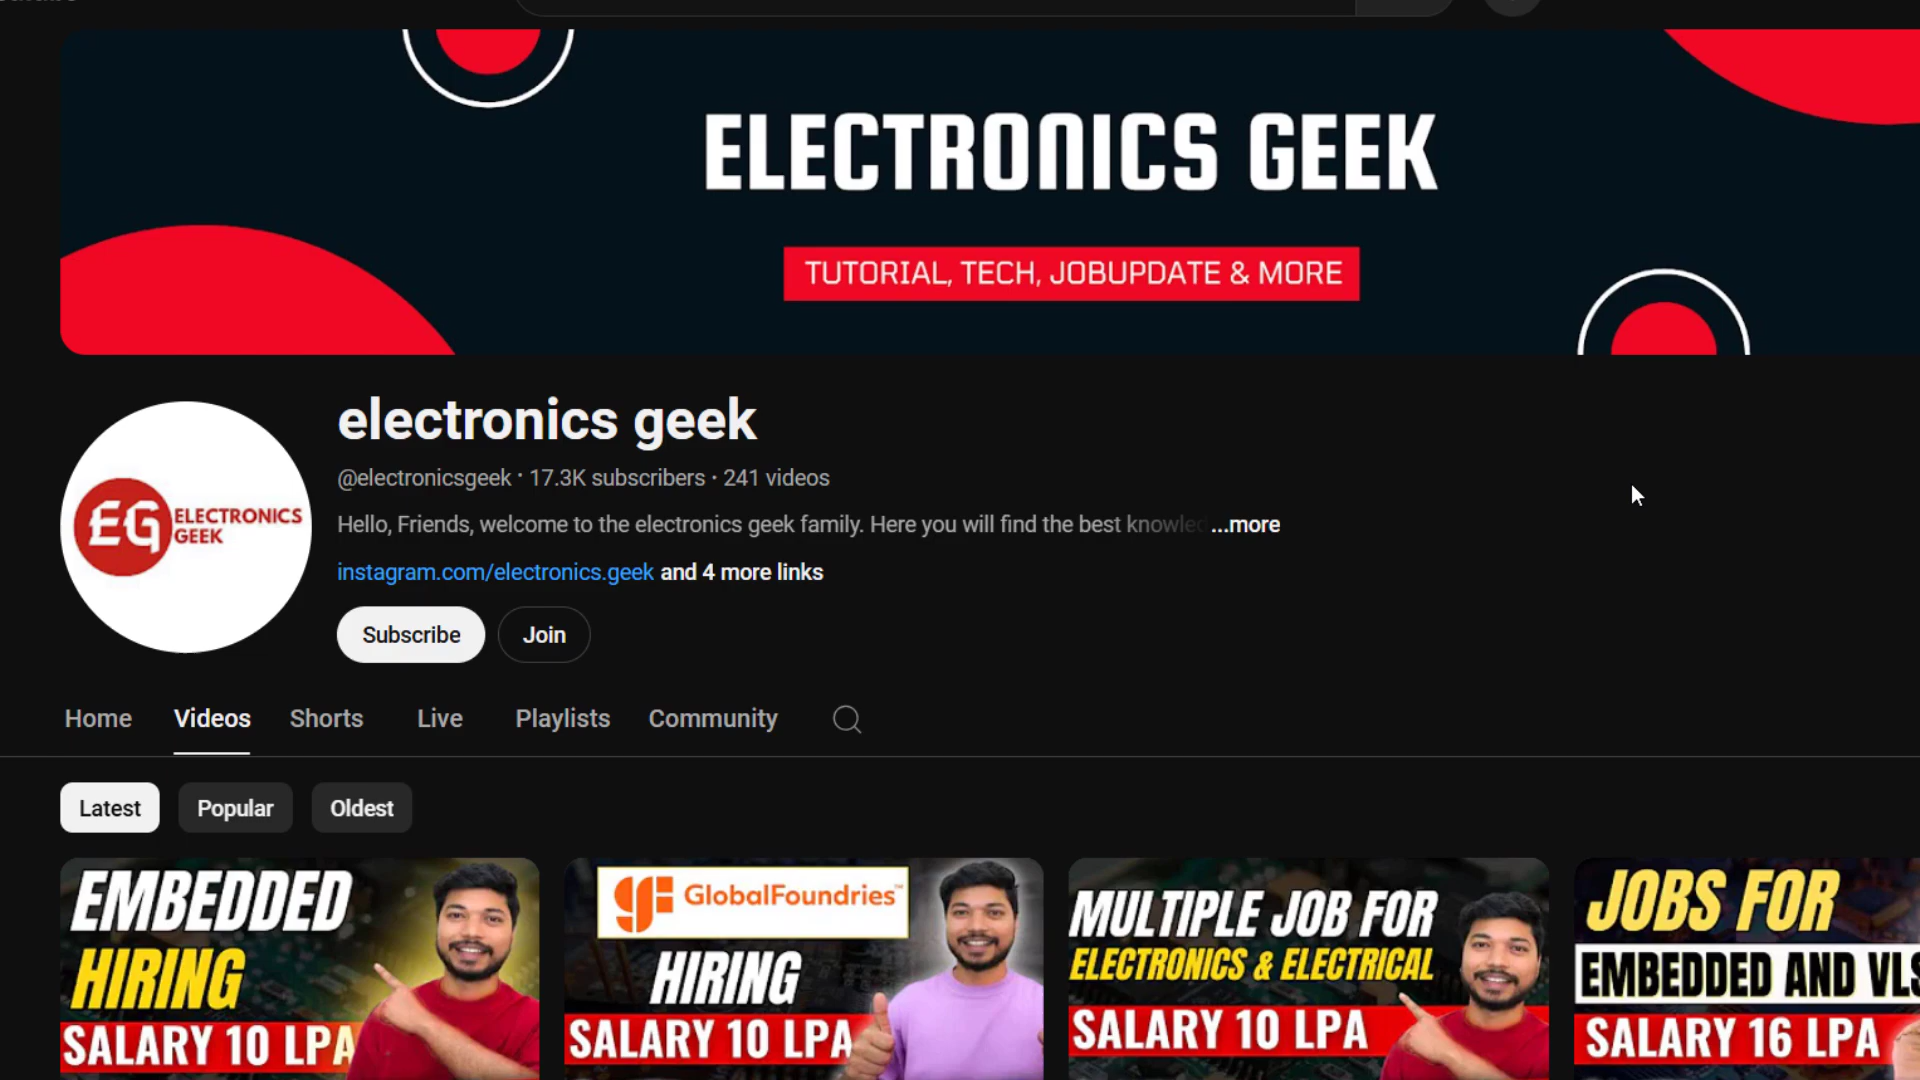 ELECTRONICS GEEK
TUTORIAL, TECH, JOBUPDATE & MORE
EG ELECTRONICS
GEEK
electronics geek
@electronicsgeek · 17.3K subscribers · 241 videos
Hello, Friends, welcome to the electronics geek family. Here you will find the best ...more
instagram.com/electronics.geek and 4 more links
Subscribe Join
Home Videos Shorts Live Playlists Community
Latest Popular Oldest
EMBEDDED
HIRING
SALARY 10 LPA
GlobalFoundries™
HIRING
SALARY 10 LPA
MULTIPLE JOB FOR
ELECTRONICS & ELECTRICAL
SALARY 10 LPA
JOBS FOR
EMBEDDED AND
SALARY 16 LPA